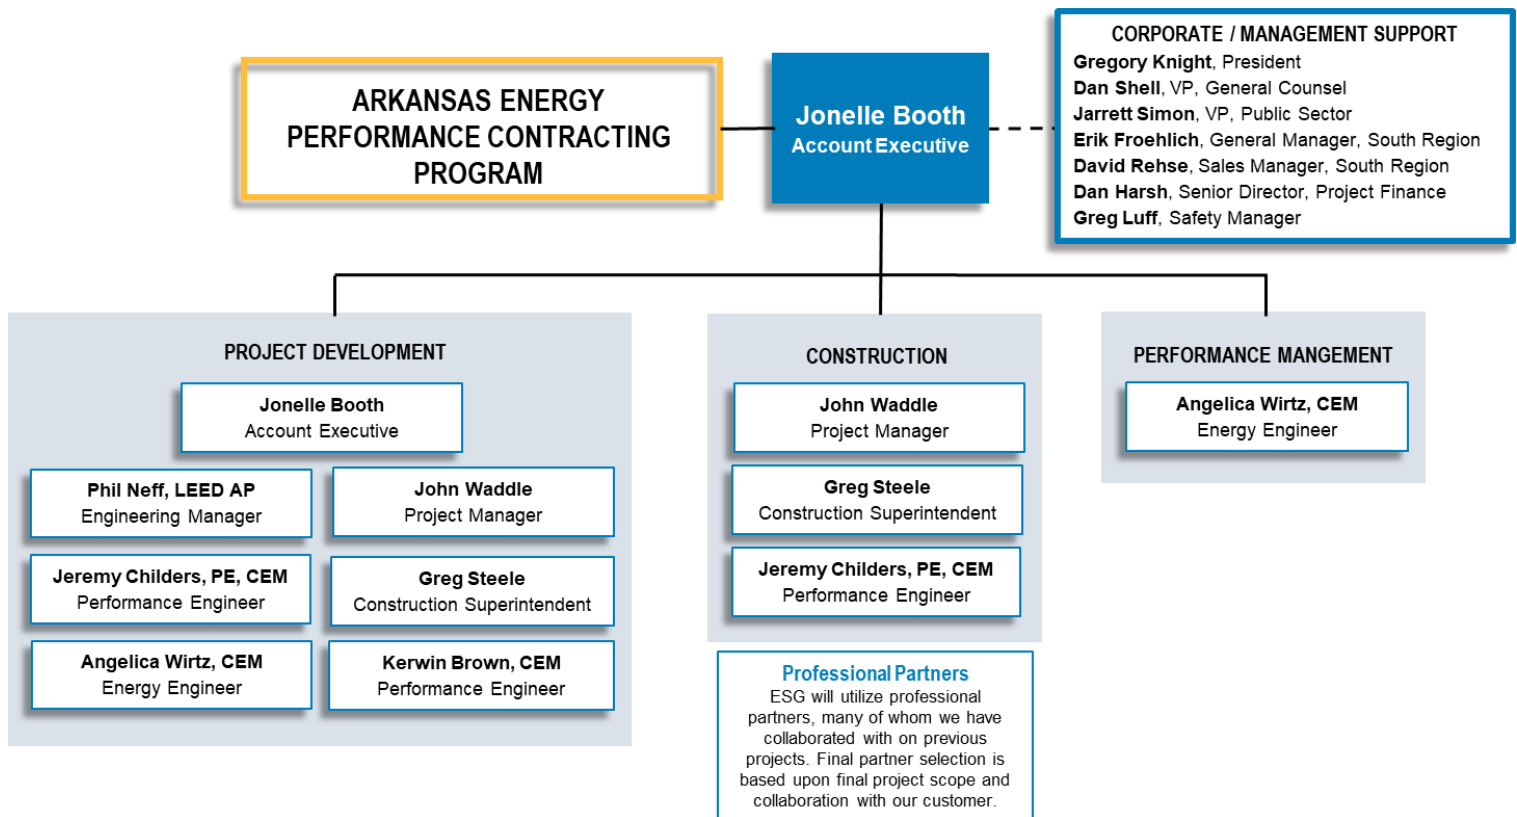 ARKANSAS ENERGY
PERFORMANCE CONTRACTING
PROGRAM
Jonelle Booth
Account Executive
CORPORATE / MANAGEMENT SUPPORT
Gregory Knight, President
Dan Shell, VP, General Counsel
Jarrett Simon, VP, Public Sector
Erik Froehlich, General Manager, South Region
David Rehse, Sales Manager, South Region
Dan Harsh, Senior Director, Project Finance
Greg Luff, Safety Manager
PROJECT DEVELOPMENT
Jonelle Booth
Account Executive
Phil Neff, LEED AP
Engineering Manager
John Waddle
Project Manager
Jeremy Childers, PE, CEM
Performance Engineer
Greg Steele
Construction Superintendent
Angelica Wirtz, CEM
Energy Engineer
Kerwin Brown, CEM
Performance Engineer
CONSTRUCTION
John Waddle
Project Manager
Greg Steele
Construction Superintendent
Jeremy Childers, PE, CEM
Performance Engineer
Professional Partners
ESG will utilize professional
partners, many of whom we have
collaborated with on previous
projects. Final partner selection is
based upon final project scope and
collaboration with our customer.
PERFORMANCE MANGEMENT
Angelica Wirtz, CEM
Energy Engineer